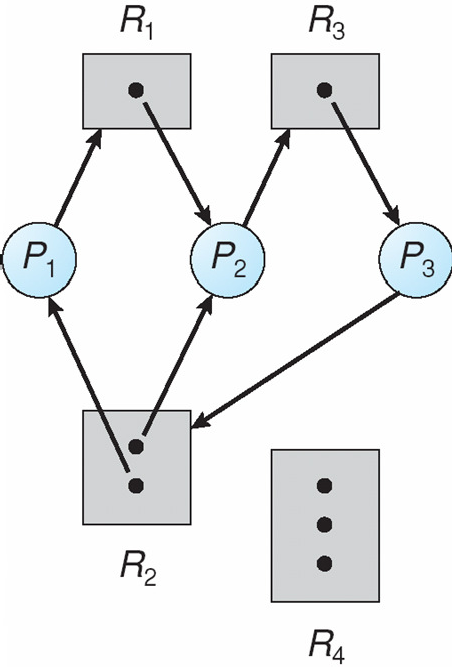 R₁ R₃
P₁ P₂ P₃
R₂
R₄